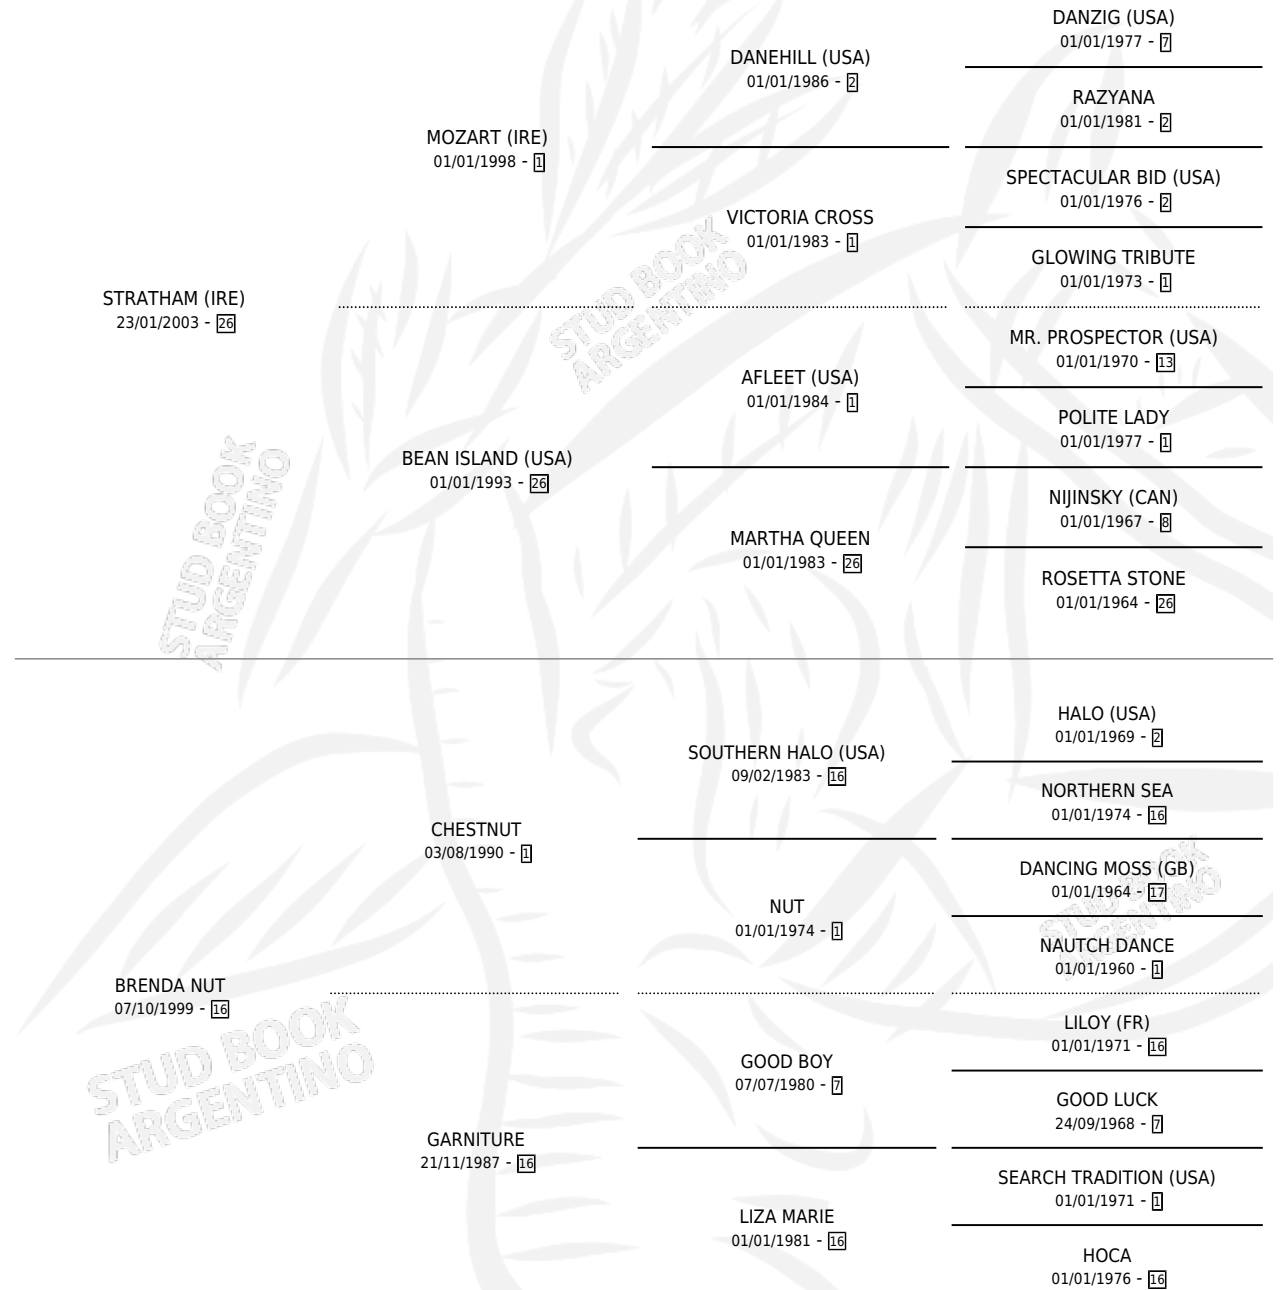 DANZIG (USA)
01/01/1977 - 7
DANEHILL (USA)
01/01/1986 - 2
RAZYANA
01/01/1981 - 2
MOZART (IRE)
01/01/1998 - 1
SPECTACULAR BID (USA)
01/01/1976 - 2
VICTORIA CROSS
01/01/1983 - 1
GLOWING TRIBUTE
01/01/1973 - 1
STRATHAM (IRE)
23/01/2003 - 26
STUD BOOK
ARGENTINO
MR. PROSPECTOR (USA)
01/01/1970 - 13
AFLEET (USA)
01/01/1984 - 1
POLITE LADY
01/01/1977 - 1
BEAN ISLAND (USA)
01/01/1993 - 26
NIJINSKY (CAN)
01/01/1967 - 8
MARTHA QUEEN
01/01/1983 - 26
ROSETTA STONE
01/01/1964 - 26
STUD BOOK
ARGENTINO
HALO (USA)
01/01/1969 - 2
SOUTHERN HALO (USA)
09/02/1983 - 16
NORTHERN SEA
01/01/1974 - 16
CHESTNUT
03/08/1990 - 1
DANCING MOSS (GB)
01/01/1964 - 17
NUT
01/01/1974 - 1
STUD BOOK
ARGENTINO
NAUTCH DANCE
01/01/1960 - 1
BRENDA NUT
07/10/1999 - 16
LILOY (FR)
01/01/1971 - 16
GOOD BOY
07/07/1980 - 7
STUD BOOK
ARGENTINO
GOOD LUCK
24/09/1968 - 7
GARNITURE
21/11/1987 - 16
SEARCH TRADITION (USA)
01/01/1971 - 1
LIZA MARIE
01/01/1981 - 16
HOCA
01/01/1976 - 16